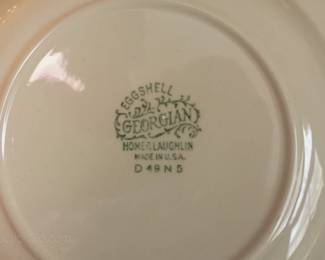 EGGSHELL
GEORGIAN
HOMER LAUGHLIN
MADE IN U.S.A.
D 49 N 5